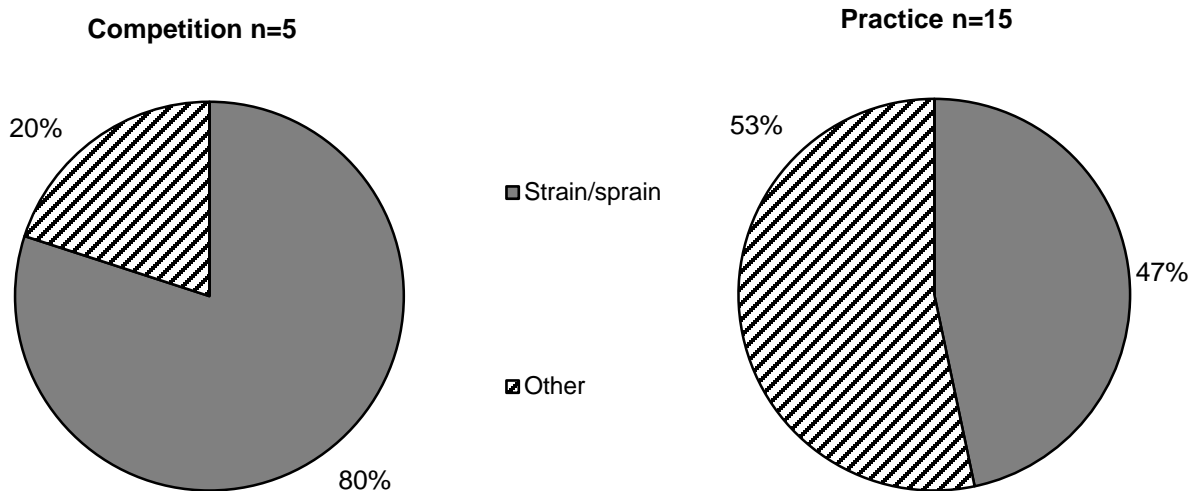 Competition n=5
Practice n=15
20%
53%
Strain/sprain
47%
Other
80%